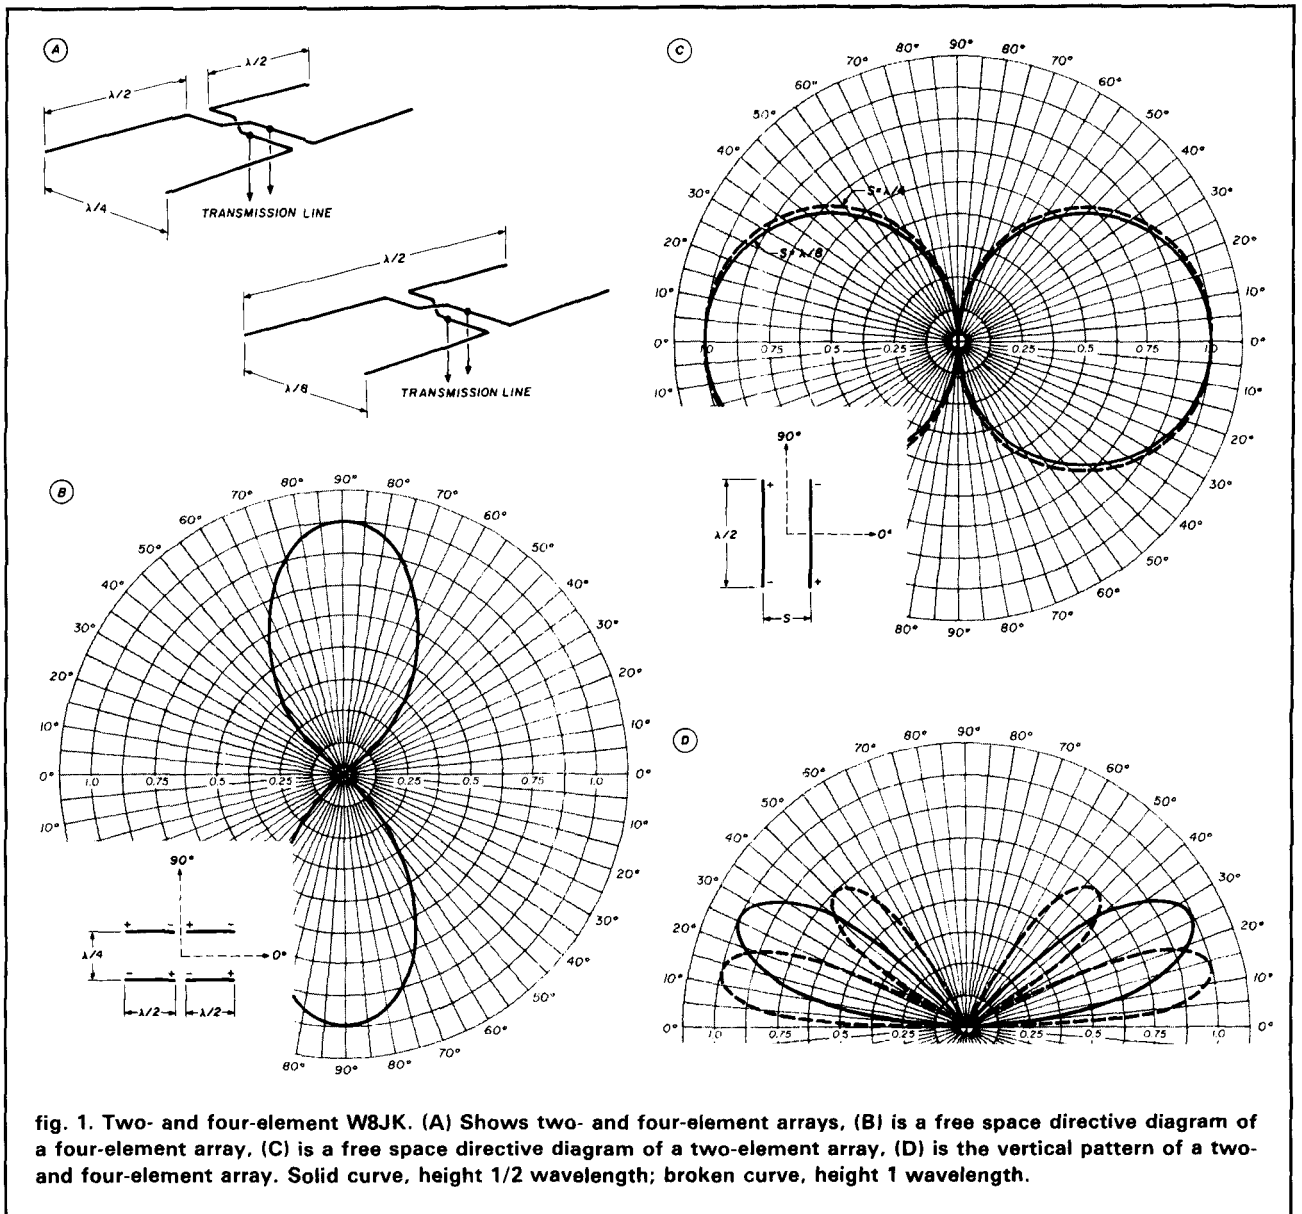 A
λ/2
λ/2
λ/4
TRANSMISSION LINE
λ/2
λ/8
TRANSMISSION LINE
C
90°
80° 80°
70° 70°
60° 60°
50° 50°
40° 40°
30° 30°
20° 20°
10° 10°
0° 1.0 0.75 0.5 0.25 0.25 0.5 0.75 1.0 0°
10° 10°
20°
30°
40°
50°
60°
70°
80° 90° 80°
S=λ/4
S=λ/8
90°
0°
λ/2
+ -
- +
S
B
90°
80° 80°
70° 70°
60° 60°
50° 50°
40° 40°
30° 30°
20° 20°
10° 10°
0° 1.0 0.75 0.5 0.25 0.25 0.5 0.75 1.0 0°
10° 10°
20°
30°
40°
50°
60°
70°
80° 90° 80°
90°
0°
+ - + -
λ/4
- + - +
λ/2 λ/2
D
90°
80° 80°
70° 70°
60° 60°
50° 50°
40° 40°
30° 30°
20° 20°
10° 10°
0° 1.0 0.75 0.5 0.25 0.25 0.5 0.75 1.0 0°
fig. 1. Two- and four-element W8JK. (A) Shows two- and four-element arrays, (B) is a free space directive diagram of
a four-element array, (C) is a free space directive diagram of a two-element array, (D) is the vertical pattern of a two-
and four-element array. Solid curve, height 1/2 wavelength; broken curve, height 1 wavelength.